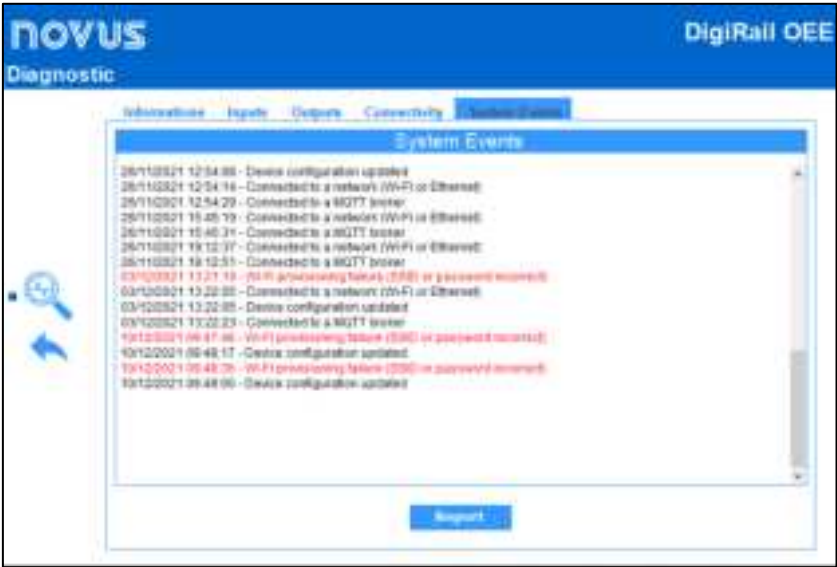 novus
DigiRail OEE
Diagnostic
Informations Inputs Outputs Connectivity System Events
System Events
26/11/2021 12:54:08 - Device configuration updated
26/11/2021 12:54:14 - Connected to a network (Wi-Fi or Ethernet)
26/11/2021 12:54:29 - Connected to a MQTT broker
26/11/2021 15:45:19 - Connected to a network (Wi-Fi or Ethernet)
26/11/2021 15:45:31 - Connected to a MQTT broker
26/11/2021 19:12:37 - Connected to a network (Wi-Fi or Ethernet)
26/11/2021 19:12:51 - Connected to a MQTT broker
03/12/2021 13:21:19 - Wi-Fi provisioning failure (SSID or password incorrect)
03/12/2021 13:22:05 - Connected to a network (Wi-Fi or Ethernet)
03/12/2021 13:22:05 - Device configuration updated
03/12/2021 13:22:23 - Connected to a MQTT broker
10/12/2021 09:47:46 - Wi-Fi provisioning failure (SSID or password incorrect)
10/12/2021 09:48:17 - Device configuration updated
10/12/2021 09:48:35 - Wi-Fi provisioning failure (SSID or password incorrect)
10/12/2021 - Device configuration updated
Report